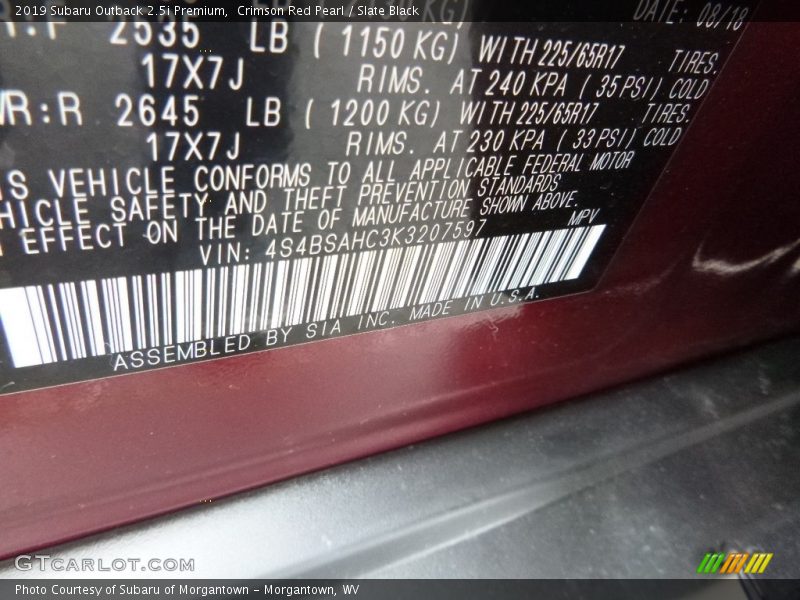 2019 Subaru Outback 2.5i Premium, Crimson Red Pearl / Slate Black
KG)
DATE: 08/18
2535 LB ( 1150 KG) WITH 225/65R17 TIRES.
17X7J RIMS. AT 240 KPA ( 35 PSI) COLD
WR:R 2645 LB ( 1200 KG) WITH 225/65R17 TIRES.
17X7J RIMS. AT 230 KPA ( 33 PSI) COLD
IS VEHICLE CONFORMS TO ALL APPLICABLE FEDERAL MOTOR
HICLE SAFETY AND THEFT PREVENTION STANDARDS
EFFECT ON THE DATE OF MANUFACTURE SHOWN ABOVE.
VIN: 4S4BSAHC3K3207597 MPV
ASSEMBLED BY SIA INC. MADE IN U.S.A.
GTCARLOT.COM
Photo Courtesy of Subaru of Morgantown - Morgantown, WV